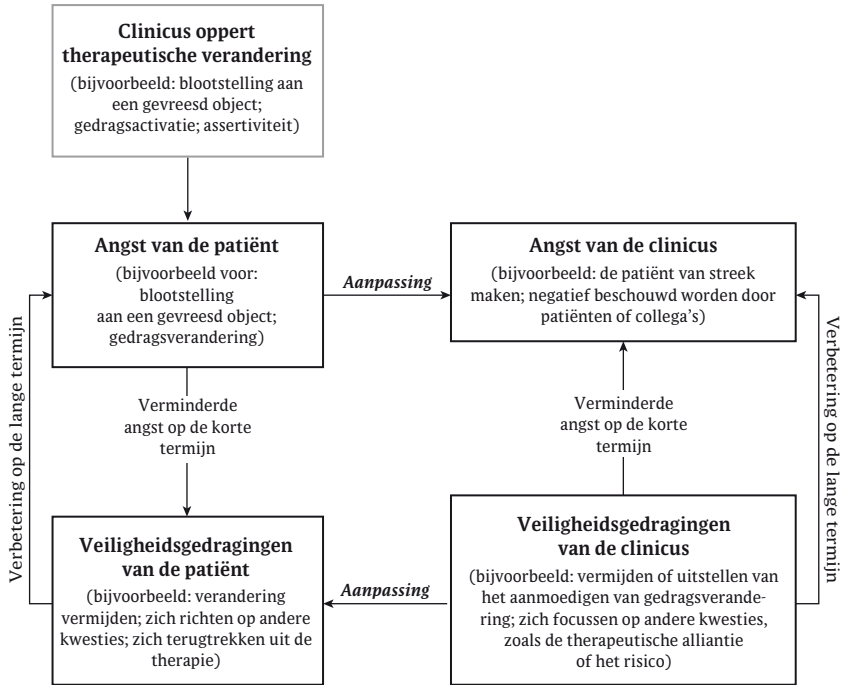 Clinicus oppert
therapeutische verandering
(bijvoorbeeld: blootstelling aan
een gevreesd object;
gedragsactivatie; assertiviteit)
Angst van de patiënt
(bijvoorbeeld voor:
blootstelling
aan een gevreesd object;
gedragsverandering)
Aanpassing
Angst van de clinicus
(bijvoorbeeld: de patiënt van streek
maken; negatief beschouwd worden door
patiënten of collega's)
Verbetering op de lange termijn
Verminderde
angst op de korte
termijn
Verminderde
angst op de korte
termijn
Verbetering op de lange termijn
Veiligheidsgedragingen
van de patiënt
(bijvoorbeeld: verandering
vermijden; zich richten op andere
kwesties; zich terugtrekken uit de
therapie)
Aanpassing
Veiligheidsgedragingen
van de clinicus
(bijvoorbeeld: vermijden of uitstellen van
het aanmoedigen van gedragsverande-
ring; zich focussen op andere kwesties,
zoals de therapeutische alliantie
of het risico)